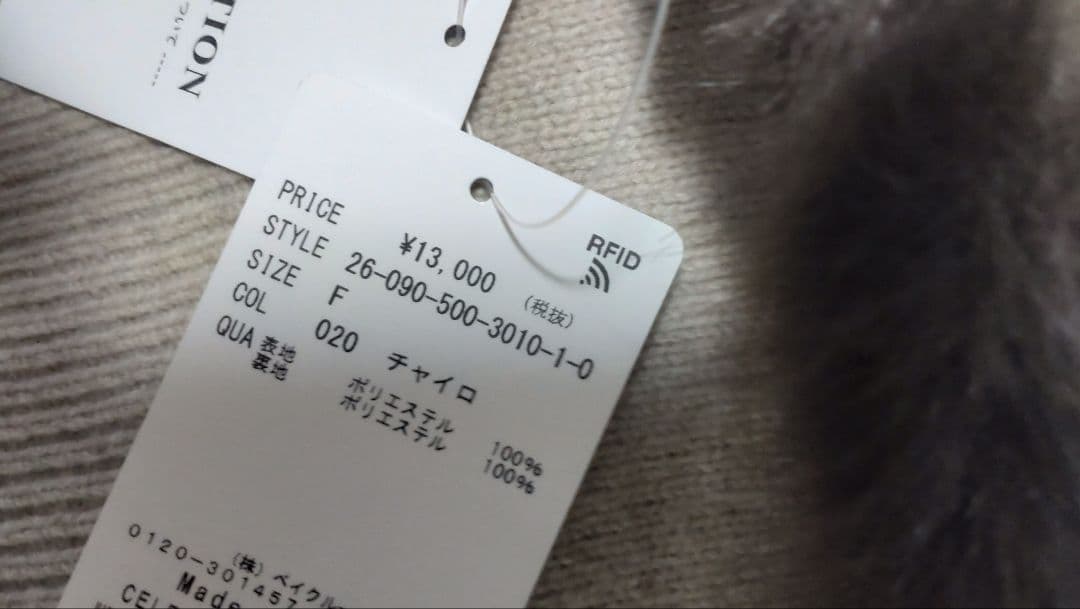 TION
PRICE ¥13,000 (税抜)
RFID
STYLE 26-090-500-3010-1-0
SIZE F
COL 020 チャイロ
QUA 表地 ポリエステル 100%
裏地 ポリエステル 100%
(株) ベイクル
0120-301457
Made